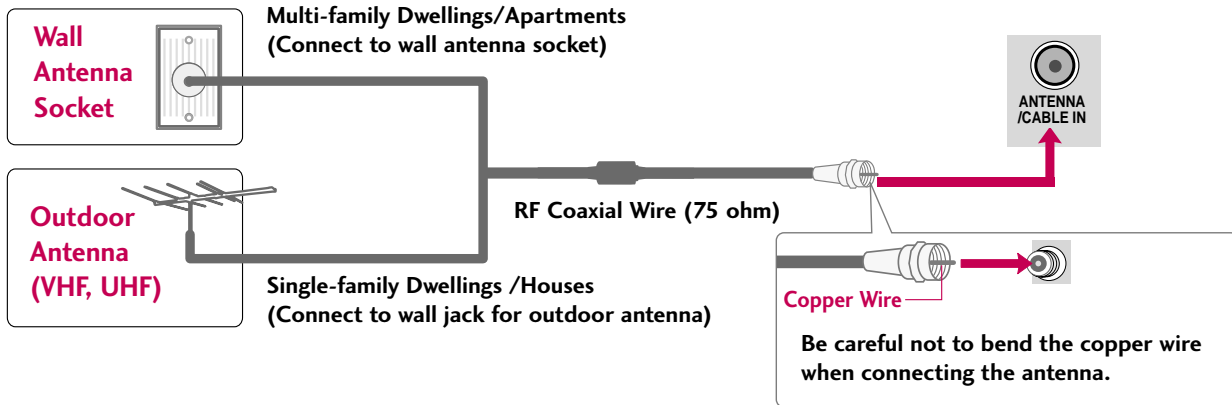 Wall
Antenna
Socket
Multi-family Dwellings/Apartments
(Connect to wall antenna socket)
ANTENNA
/CABLE IN
Outdoor
Antenna
(VHF, UHF)
RF Coaxial Wire (75 ohm)
Single-family Dwellings /Houses
(Connect to wall jack for outdoor antenna)
Copper Wire
Be careful not to bend the copper wire
when connecting the antenna.